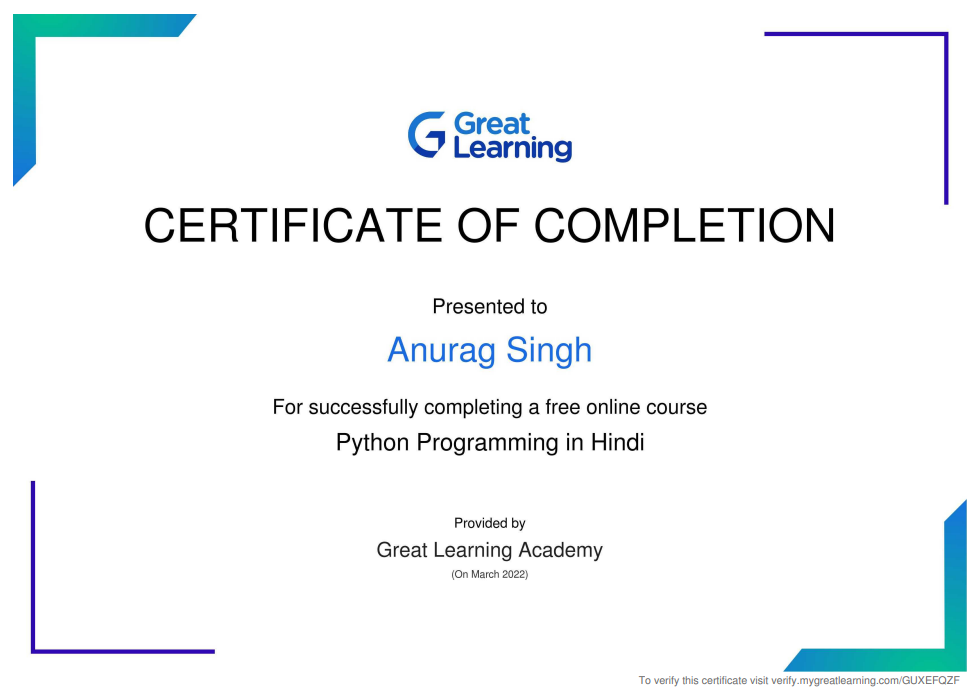 Great
Learning
CERTIFICATE OF COMPLETION
Presented to
Anurag Singh
For successfully completing a free online course
Python Programming in Hindi
Provided by
Great Learning Academy
(On March 2022)
To verify this certificate visit verify.mygreatlearning.com/GUXEFQZF